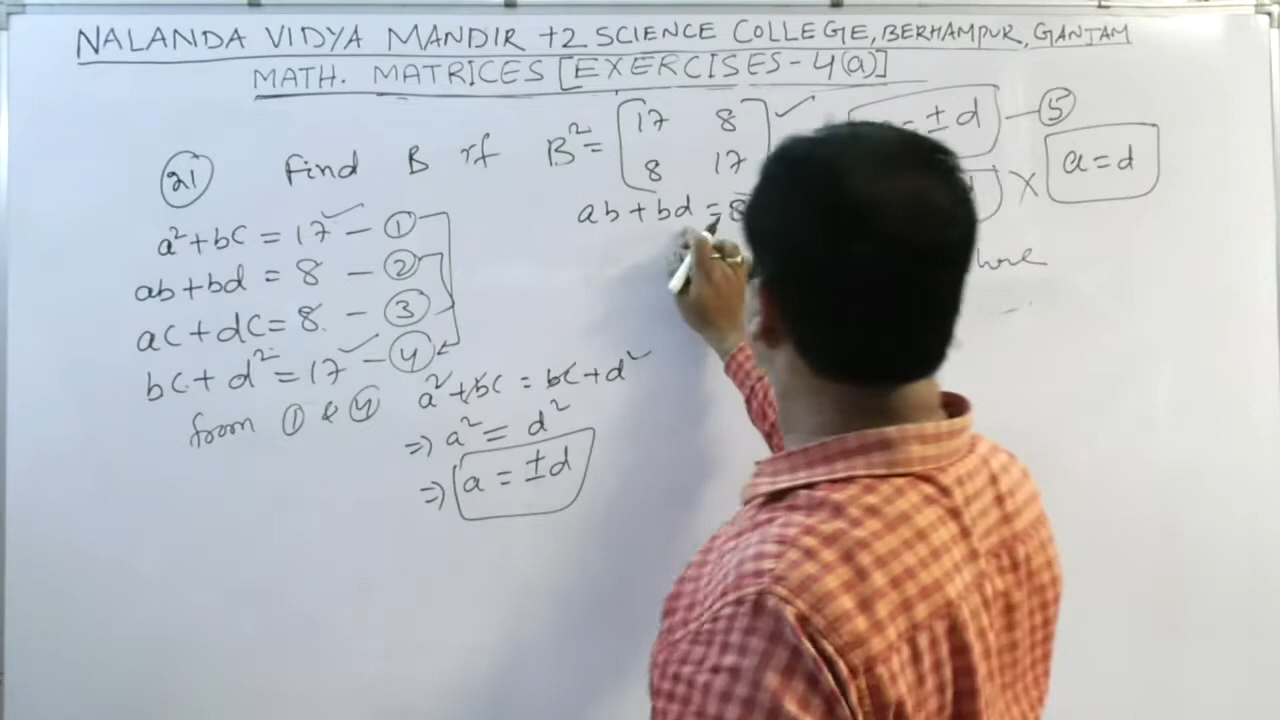 NALANDA VIDYA MANDIR +2 SCIENCE COLLEGE, BERHAMPUR, GANJAM
MATH. MATRICES [EXERCISES - 4(a)]
(21) Find B if B² = [17 8
8 17]
± d — (5)
a = d
×
a² + bc = 17 — (1)
ab + bd = 8 — (2)
ac + dc = 8 — (3)
bc + d² = 17 — (4)
from (1) & (4) a² + bc = bc + d²
⇒ a² = d²
⇒ a = ± d
ab + bd = 8